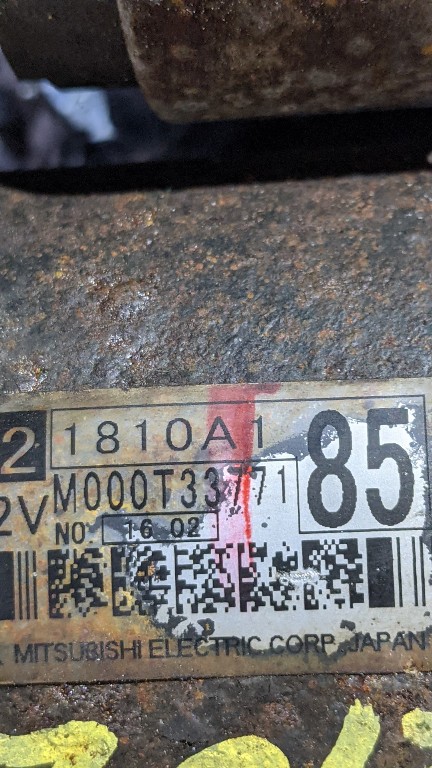 2 1810A1 85
2V M000T33771
NO 16 02
MITSUBISHI ELECTRIC CORP. JAPAN